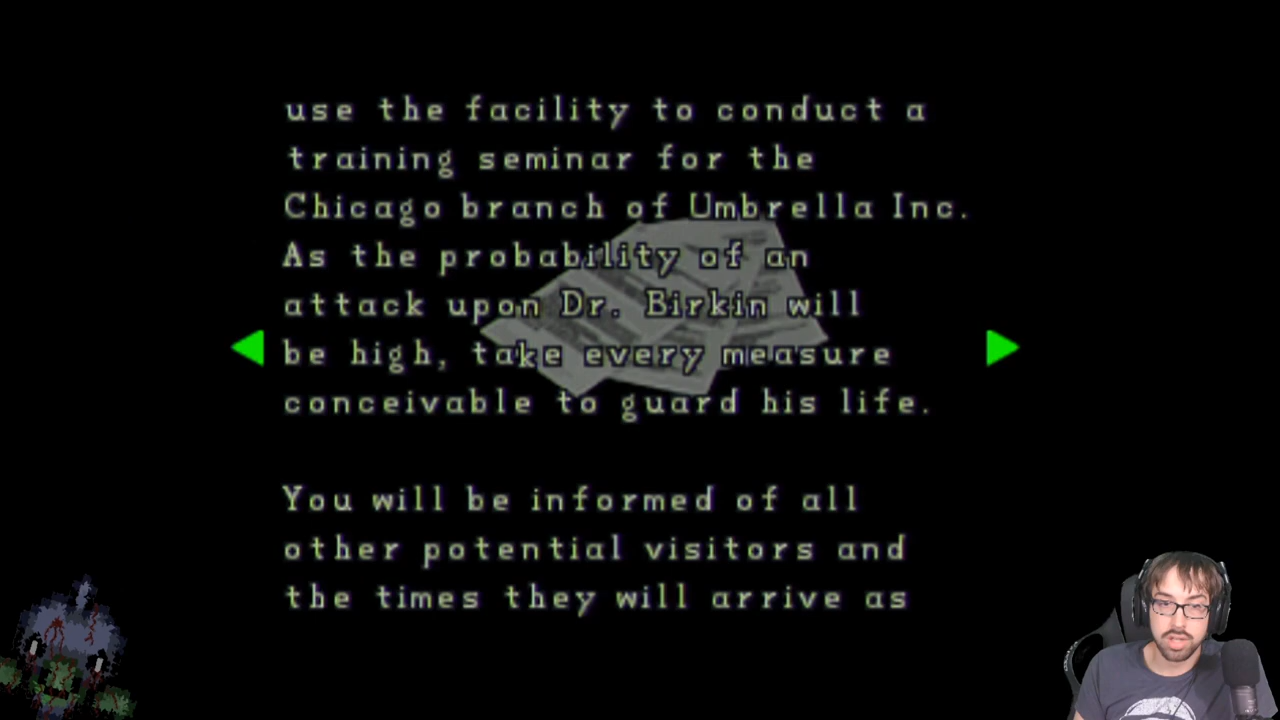 use the facility to conduct a
training seminar for the
Chicago branch of Umbrella Inc.
As the probability of an
attack upon Dr. Birkin will
be high, take every measure
conceivable to guard his life.
You will be informed of all
other potential visitors and
the times they will arrive as